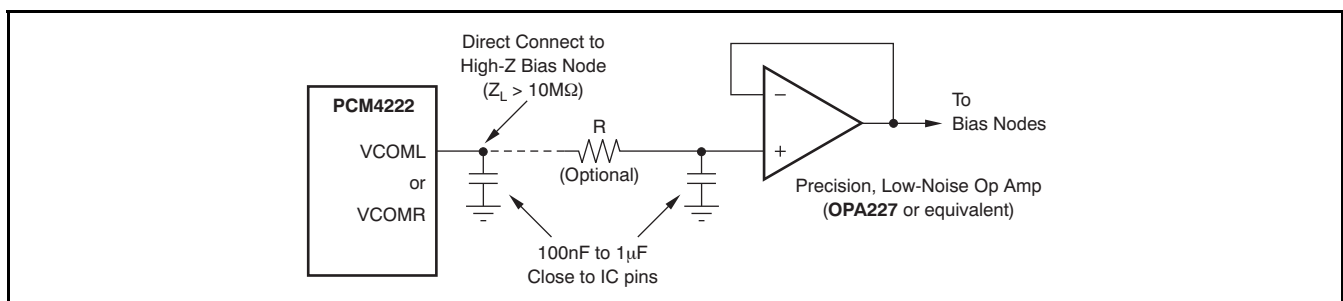 Direct Connect to
High-Z Bias Node
(ZL > 10MΩ)
PCM4222
VCOML
or
VCOMR
R
(Optional)
100nF to 1µF
Close to IC pins
−
+
To
Bias Nodes
Precision, Low-Noise Op Amp
(OPA227 or equivalent)